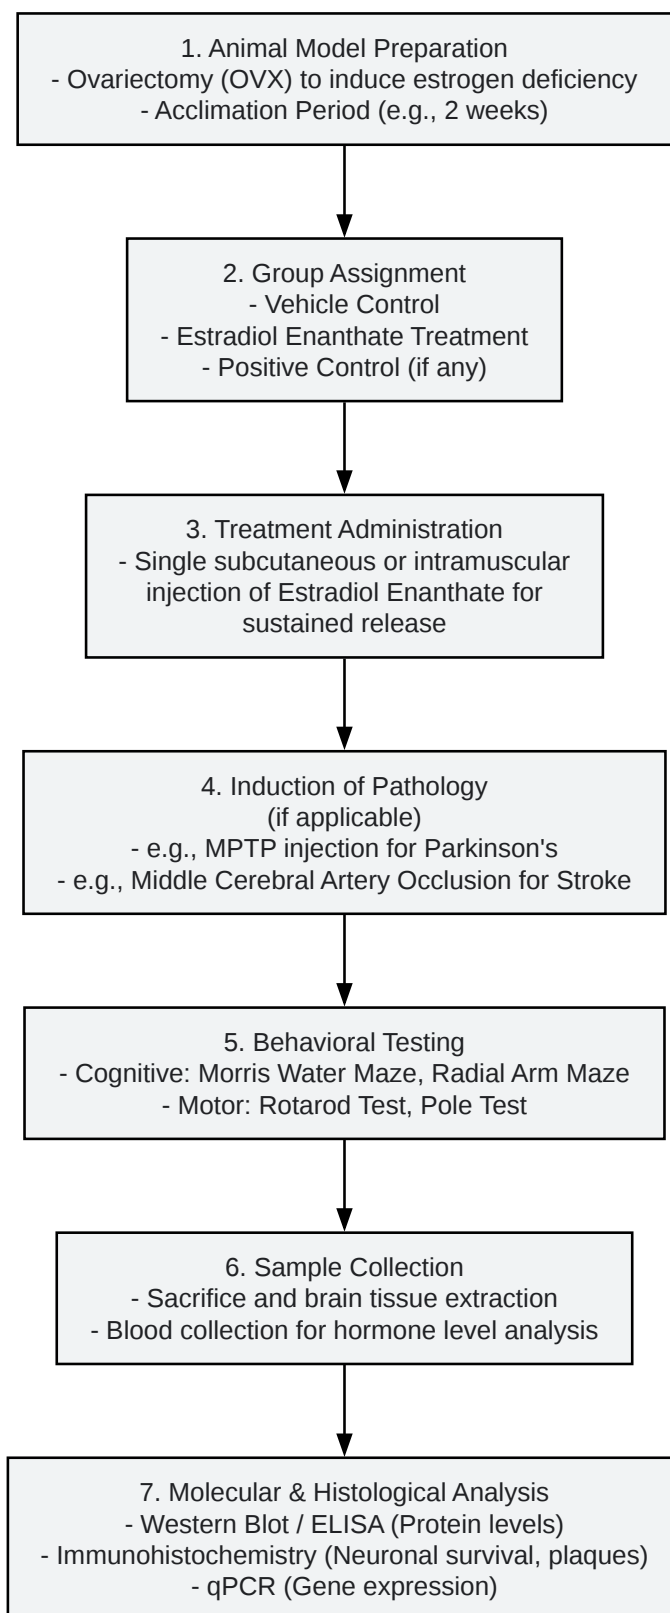 1. Animal Model Preparation
- Ovariectomy (OVX) to induce estrogen deficiency
- Acclimation Period (e.g., 2 weeks)
2. Group Assignment
- Vehicle Control
- Estradiol Enanthate Treatment
- Positive Control (if any)
3. Treatment Administration
- Single subcutaneous or intramuscular
injection of Estradiol Enanthate for
sustained release
4. Induction of Pathology
(if applicable)
- e.g., MPTP injection for Parkinson's
- e.g., Middle Cerebral Artery Occlusion for Stroke
5. Behavioral Testing
- Cognitive: Morris Water Maze, Radial Arm Maze
- Motor: Rotarod Test, Pole Test
6. Sample Collection
- Sacrifice and brain tissue extraction
- Blood collection for hormone level analysis
7. Molecular & Histological Analysis
- Western Blot / ELISA (Protein levels)
- Immunohistochemistry (Neuronal survival, plaques)
- qPCR (Gene expression)